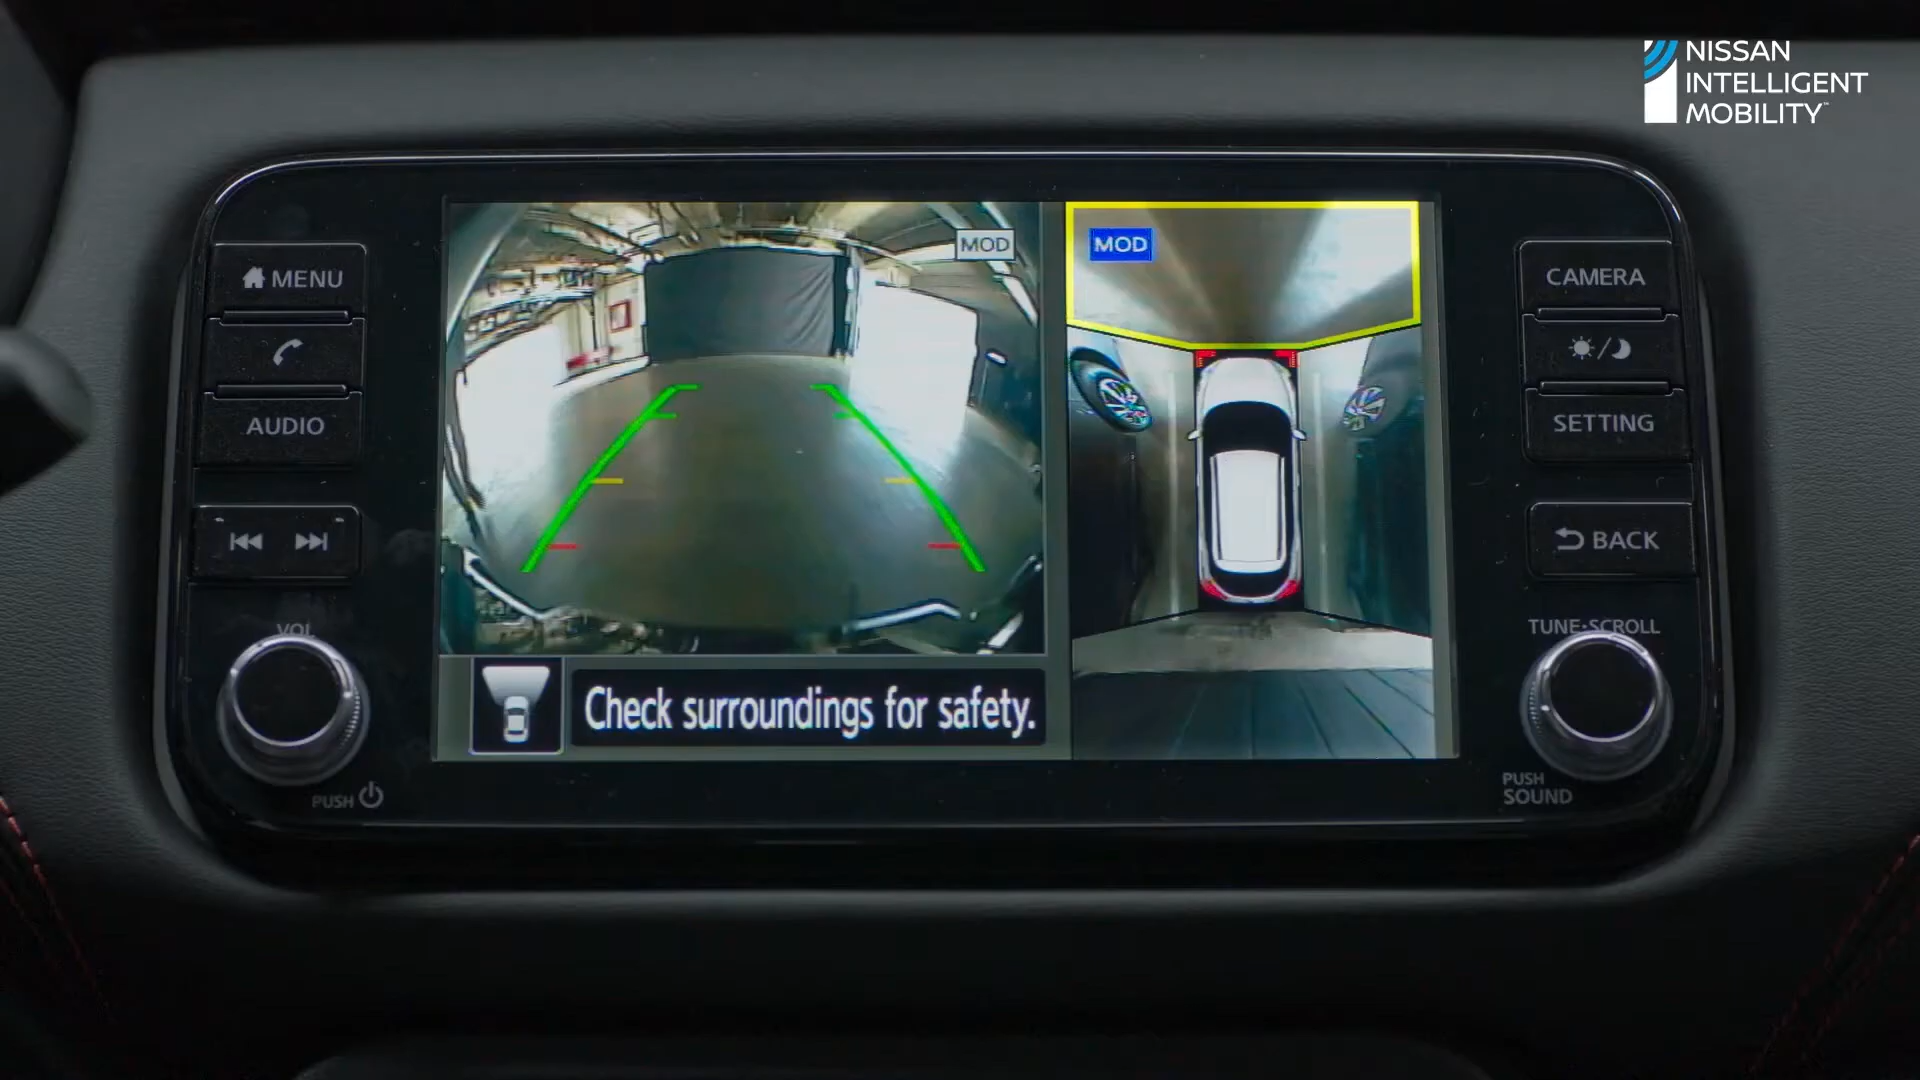 NISSAN
INTELLIGENT
MOBILITY
MENU
AUDIO
VOL
PUSH
MOD
MOD
Check surroundings for safety.
CAMERA
SETTING
BACK
TUNE·SCROLL
PUSH
SOUND